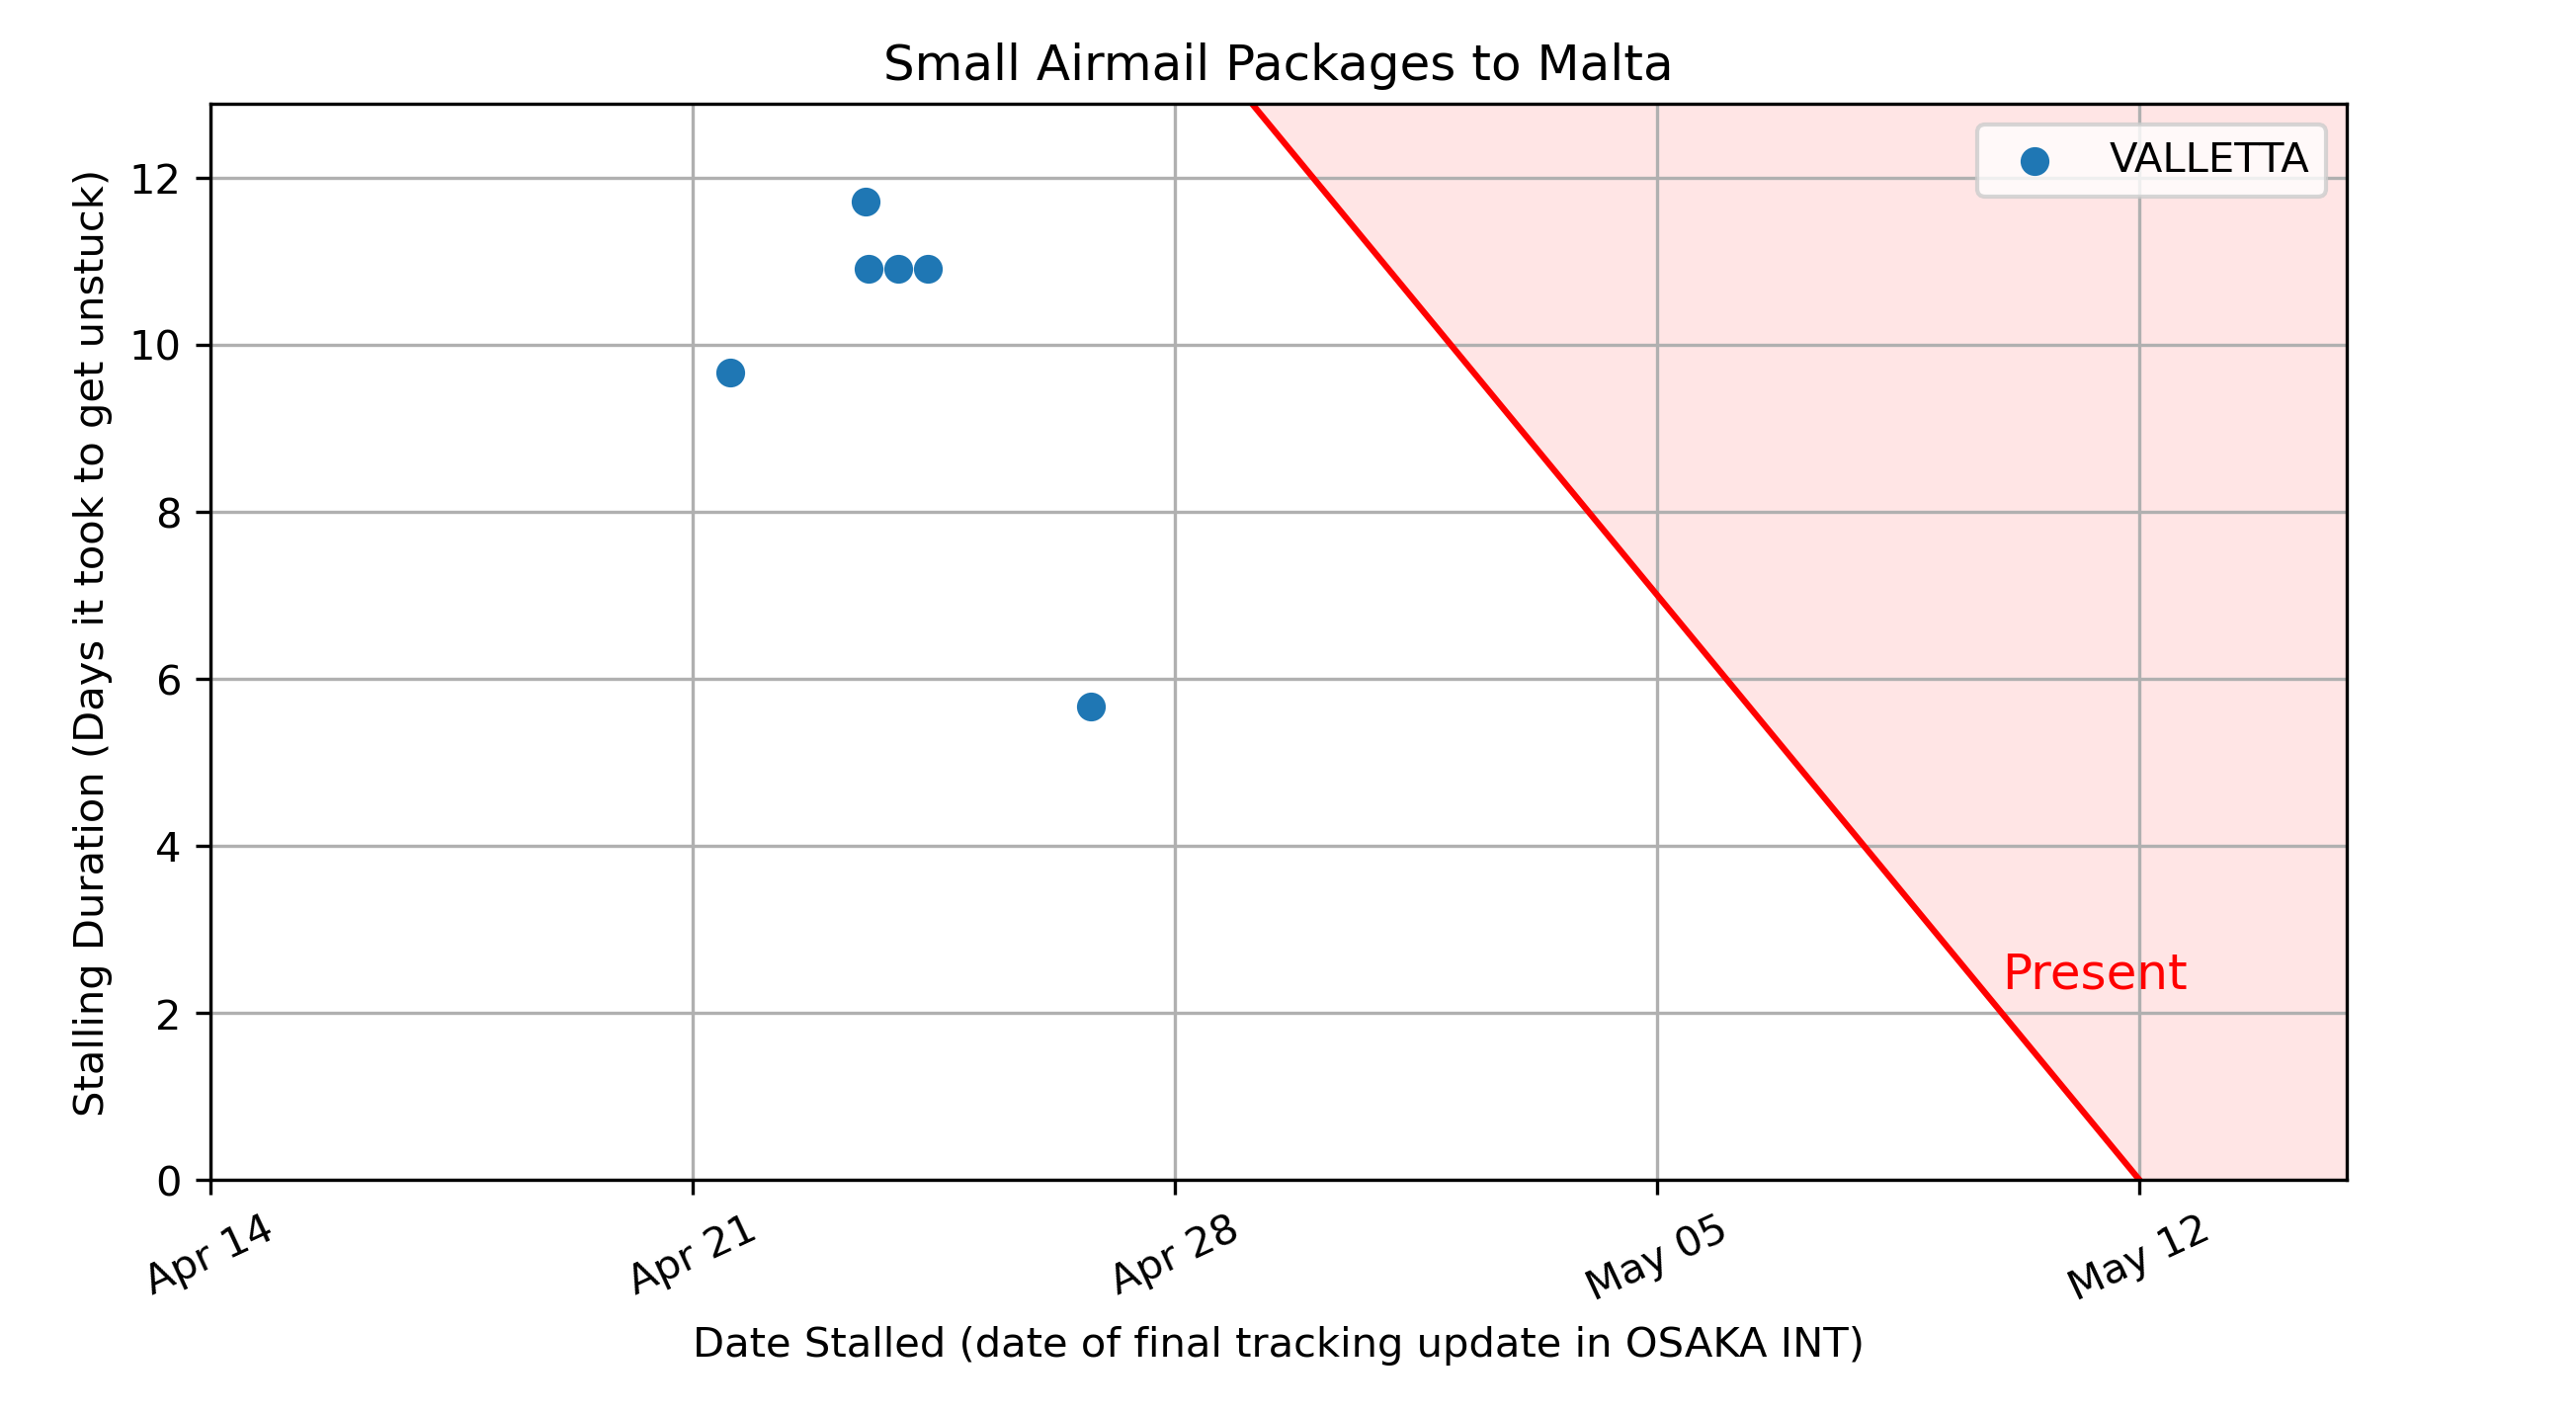 Small Airmail Packages to Malta
VALLETTA
Stalling Duration (Days it took to get unstuck)
12
10
8
6
4
2
0
Present
Apr 14
Apr 21
Apr 28
May 05
May 12
Date Stalled (date of final tracking update in OSAKA INT)